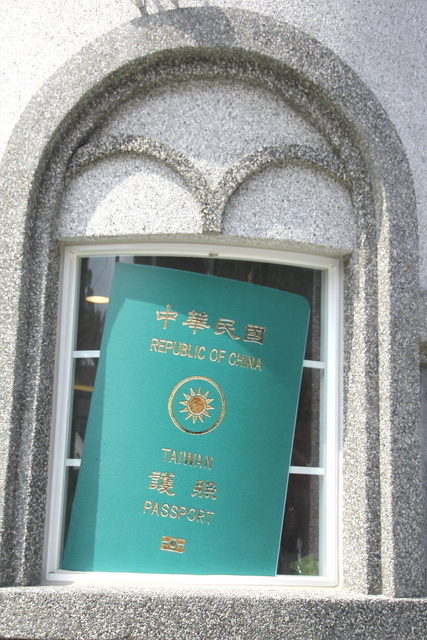 中華民國
REPUBLIC OF CHINA
TAIWAN
護照
PASSPORT